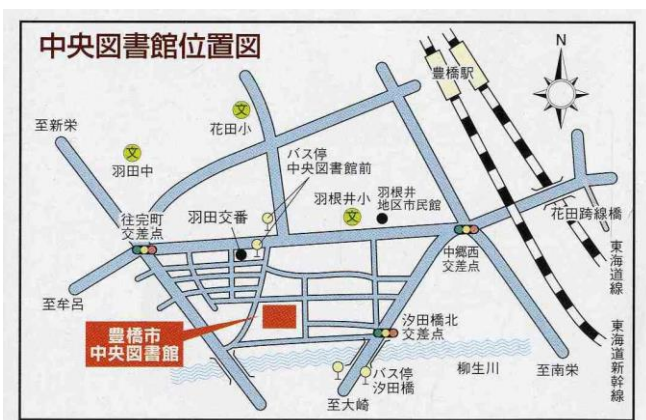 中央図書館位置図
N
豊橋駅
至新栄
文
花田小
文
羽田中
バス停
中央図書館前
羽田交番
羽根井小
文
羽根井
地区市民館
往完町
交差点
花田跨線橋
中郷西
交差点
東海道線
至牟呂
豊橋市
中央図書館
汐田橋北
交差点
東海道新幹線
柳生川
バス停
汐田橋
至南栄
至大崎